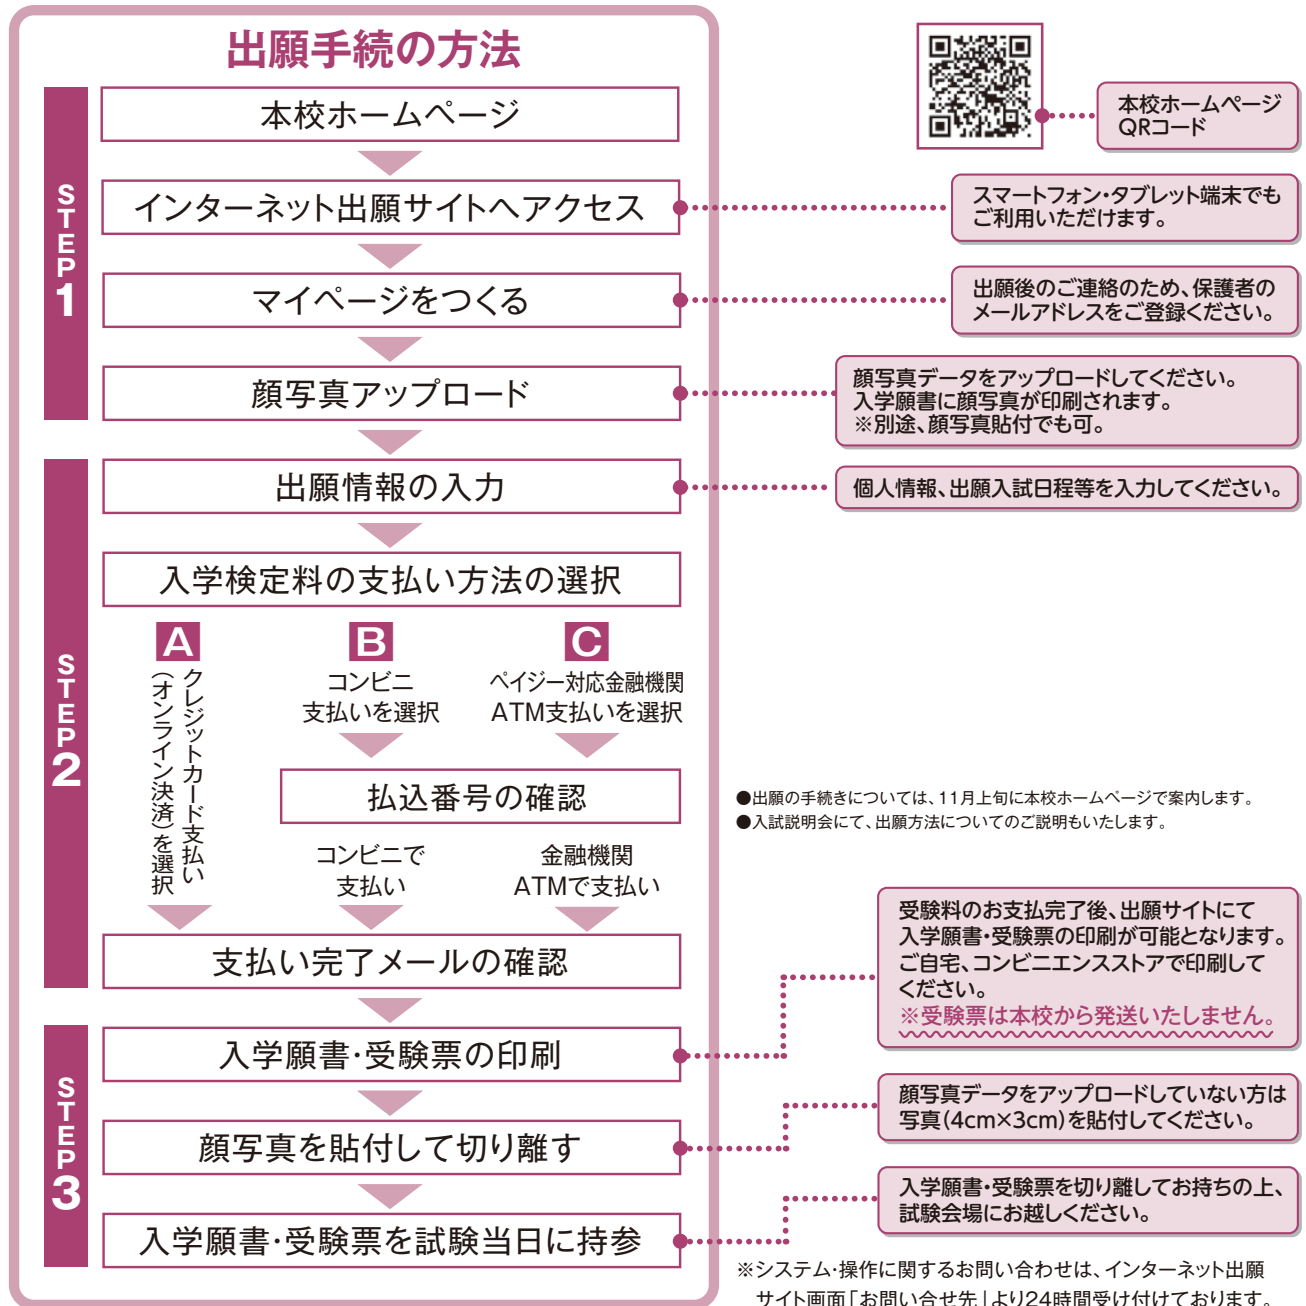 出願手続の方法
STEP1
本校ホームページ
インターネット出願サイトへアクセス
マイページをつくる
顔写真アップロード
本校ホームページ
QRコード
スマートフォン・タブレット端末でも
ご利用いただけます。
出願後のご連絡のため、保護者の
メールアドレスをご登録ください。
顔写真データをアップロードしてください。
入学願書に顔写真が印刷されます。
※別途、顔写真貼付でも可。
STEP2
出願情報の入力
個人情報、出願入試日程等を入力してください。
入学検定料の支払い方法の選択
A
クレジットカード支払い
（オンライン決済）を選択
B
コンビニ
支払いを選択
C
ペイジー対応金融機関
ATM支払いを選択
払込番号の確認
コンビニで
支払い
金融機関
ATMで支払い
支払い完了メールの確認
●出願の手続きについては、11月上旬に本校ホームページで案内します。
●入試説明会にて、出願方法についてのご説明もいたします。
STEP3
入学願書・受験票の印刷
顔写真を貼付して切り離す
入学願書・受験票を試験当日に持参
受験料のお支払完了後、出願サイトにて
入学願書・受験票の印刷が可能となります。
ご自宅、コンビニエンスストアで印刷して
ください。
※受験票は本校から発送いたしません。
顔写真データをアップロードしていない方は
写真(4cm×3cm)を貼付してください。
入学願書・受験票を切り離してお持ちの上、
試験会場にお越しください。
※システム・操作に関するお問い合わせは、インターネット出願
サイト画面「お問い合せ先」より24時間受け付けております。